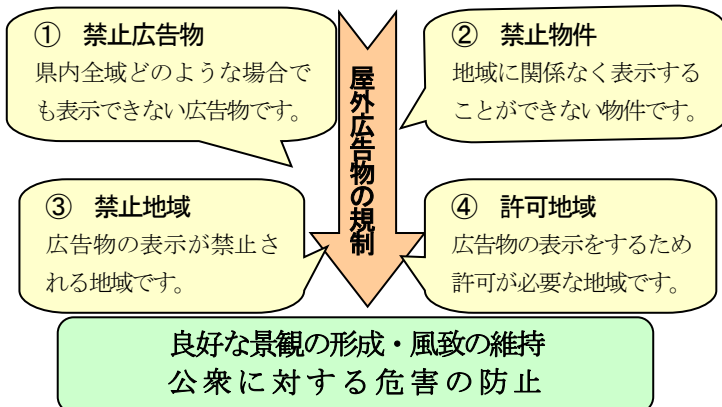 ① 禁止広告物
県内全域どのような場合で
も表示できない広告物です。
② 禁止物件
地域に関係なく表示する
ことができない物件です。
屋外広告物の規制
③ 禁止地域
広告物の表示が禁止さ
れる地域です。
④ 許可地域
広告物の表示をするため
許可が必要な地域です。
良好な景観の形成・風致の維持
公衆に対する危害の防止